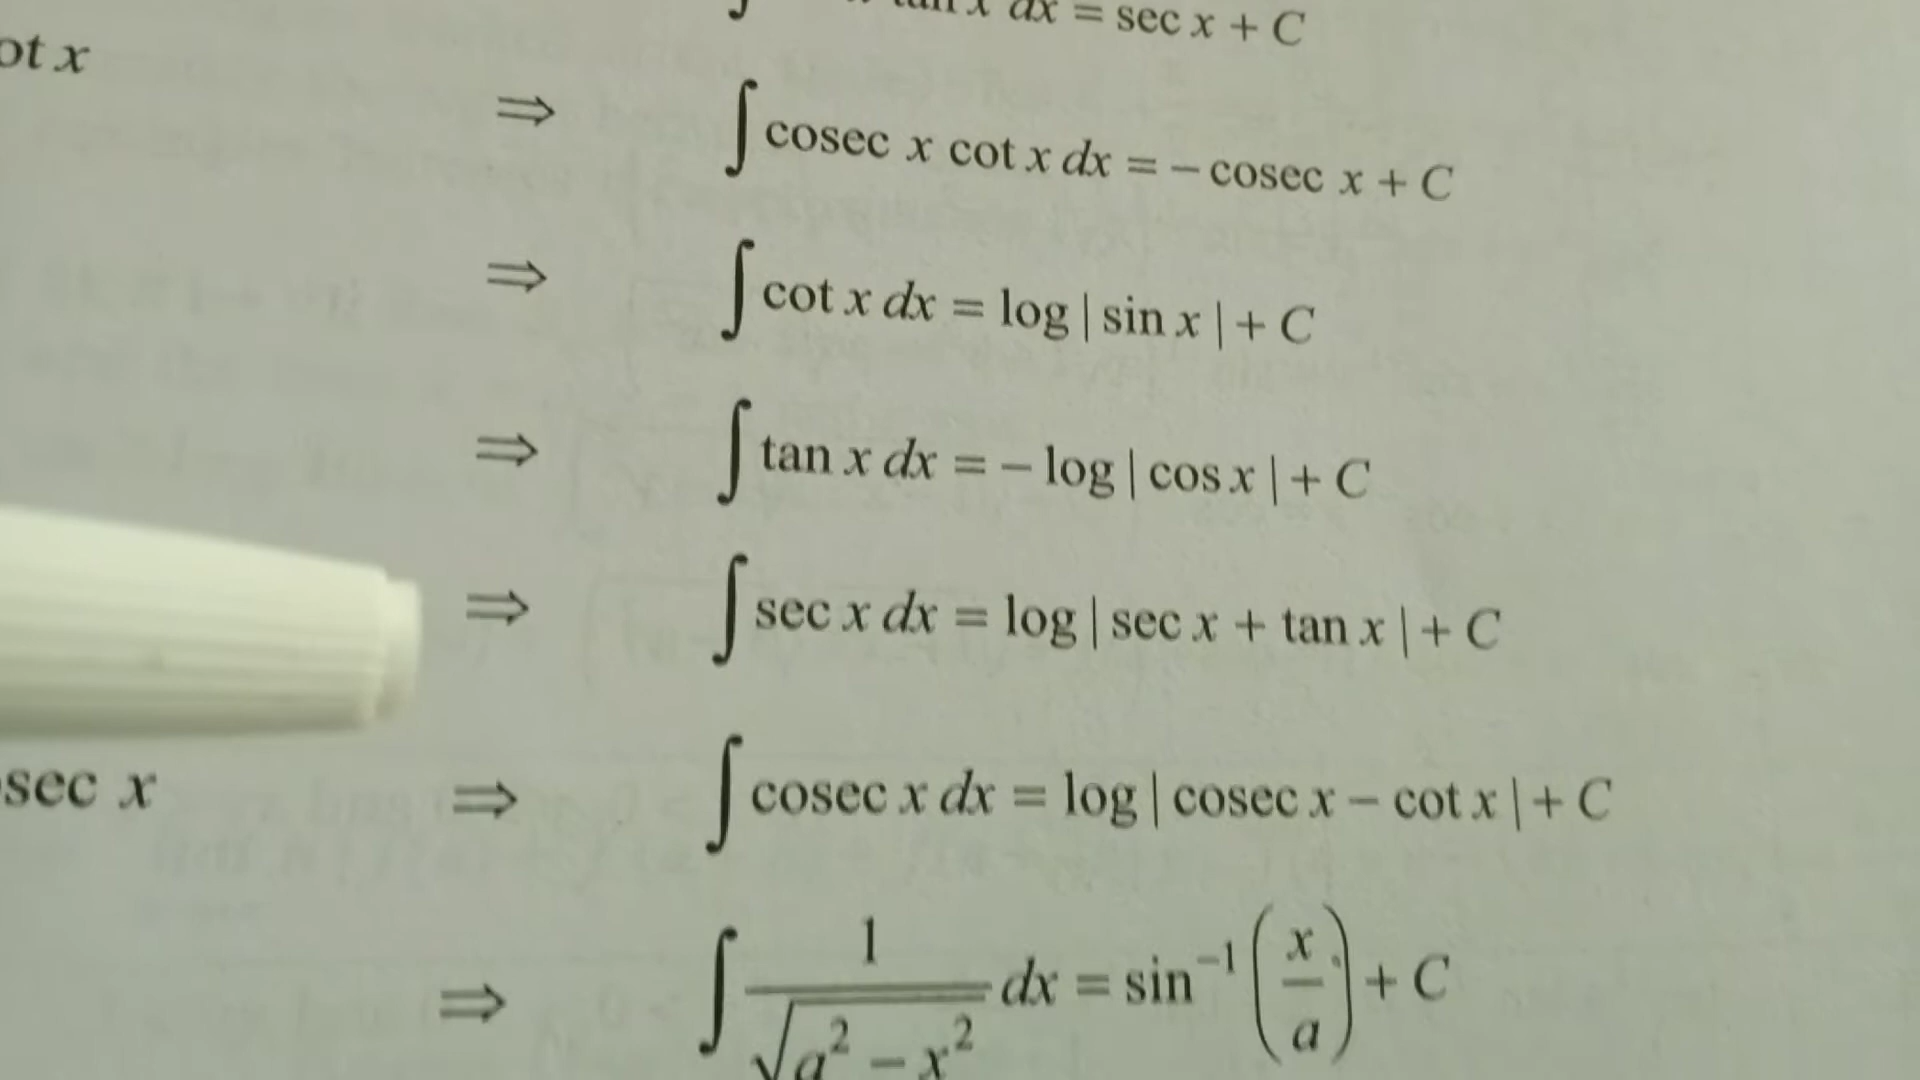 tan x dx = sec x + C
ot x
⇒ ∫ cosec x cot x dx = – cosec x + C
⇒ ∫ cot x dx = log | sin x | + C
⇒ ∫ tan x dx = – log | cos x | + C
⇒ ∫ sec x dx = log | sec x + tan x | + C
sec x ⇒ ∫ cosec x dx = log | cosec x – cot x | + C
⇒ ∫ 1/√(a² – x²) dx = sin⁻¹ (x/a) + C